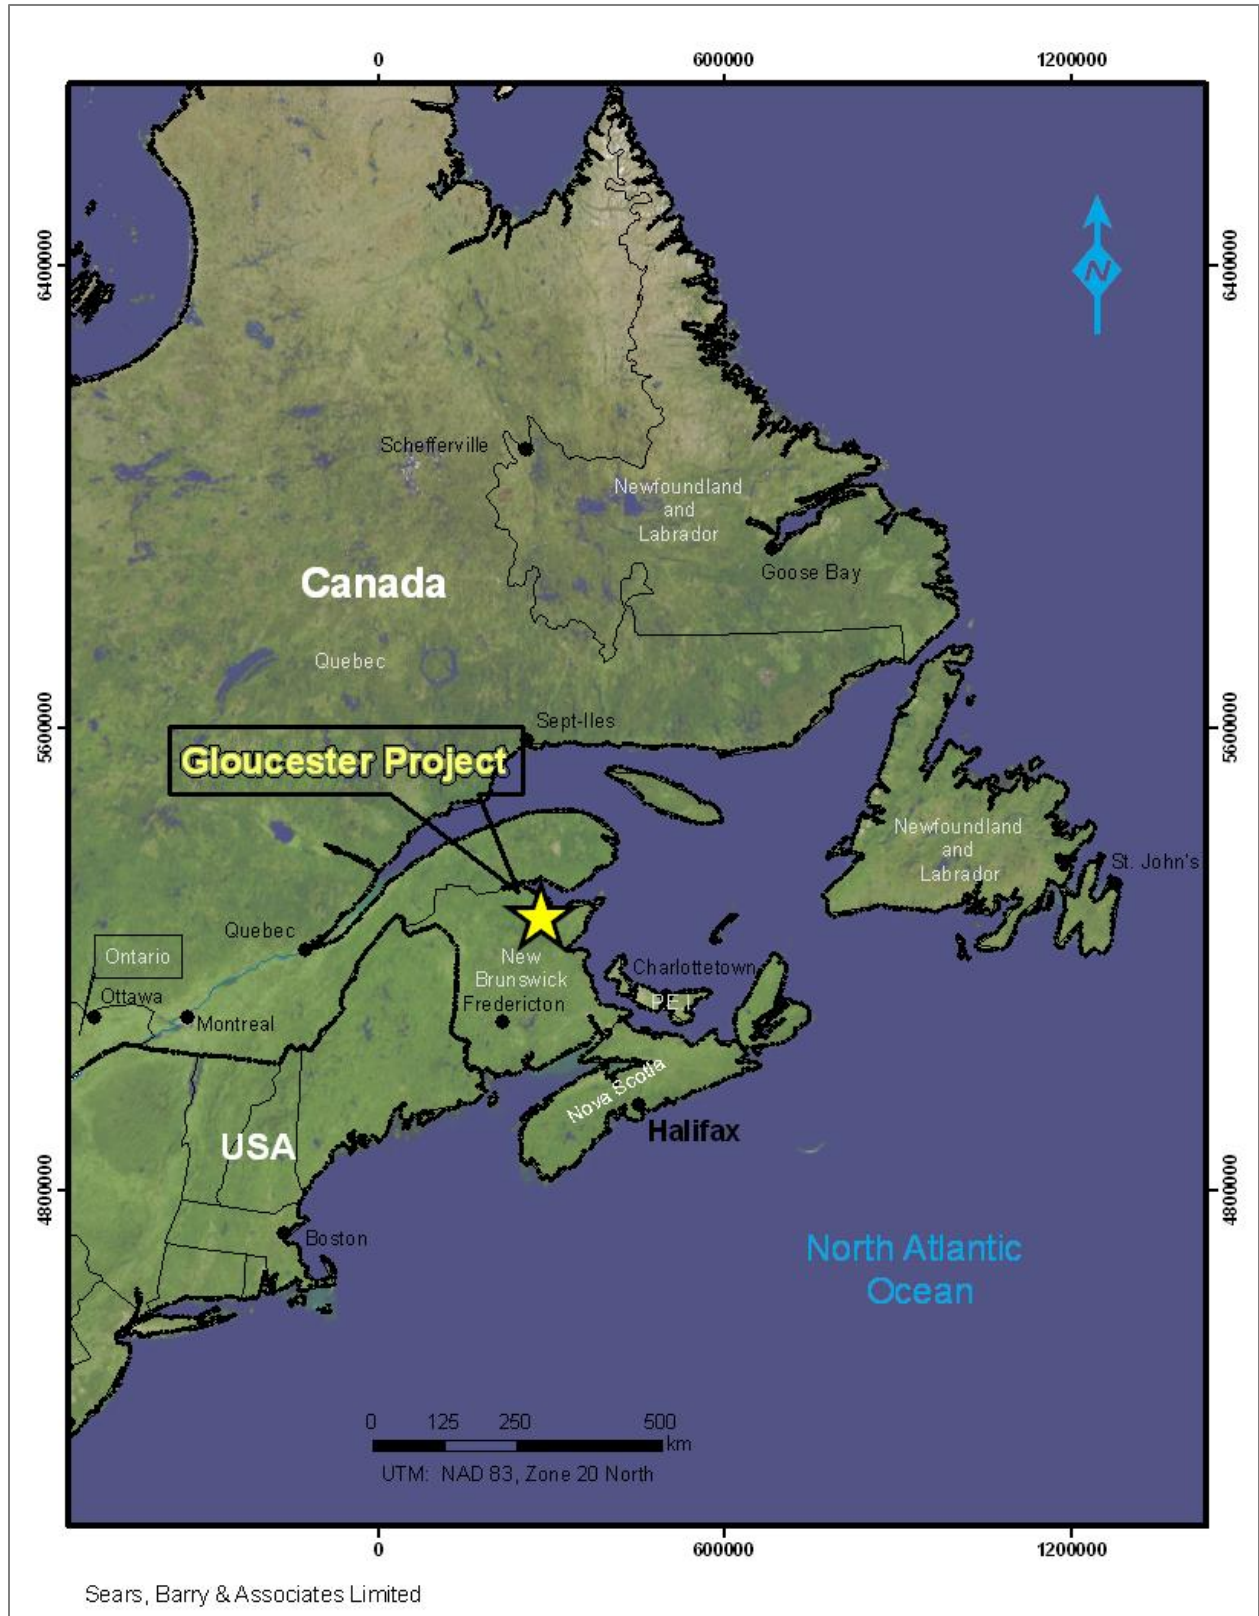 0 600000 1200000
6400000 6400000
Schefferville
Newfoundland
and
Labrador
Goose Bay
Canada
Quebec
Sept-Iles
5600000 5600000
Gloucester Project
Newfoundland
and
Labrador
St. John's
Quebec
Ontario
New
Brunswick
Charlottetown
Ottawa
Fredericton
P E I
Montreal
Nova Scotia
Halifax
USA
4800000 4800000
Boston
North Atlantic
Ocean
N
0 125 250 500
km
UTM: NAD 83, Zone 20 North
0 600000 1200000
Sears, Barry & Associates Limited